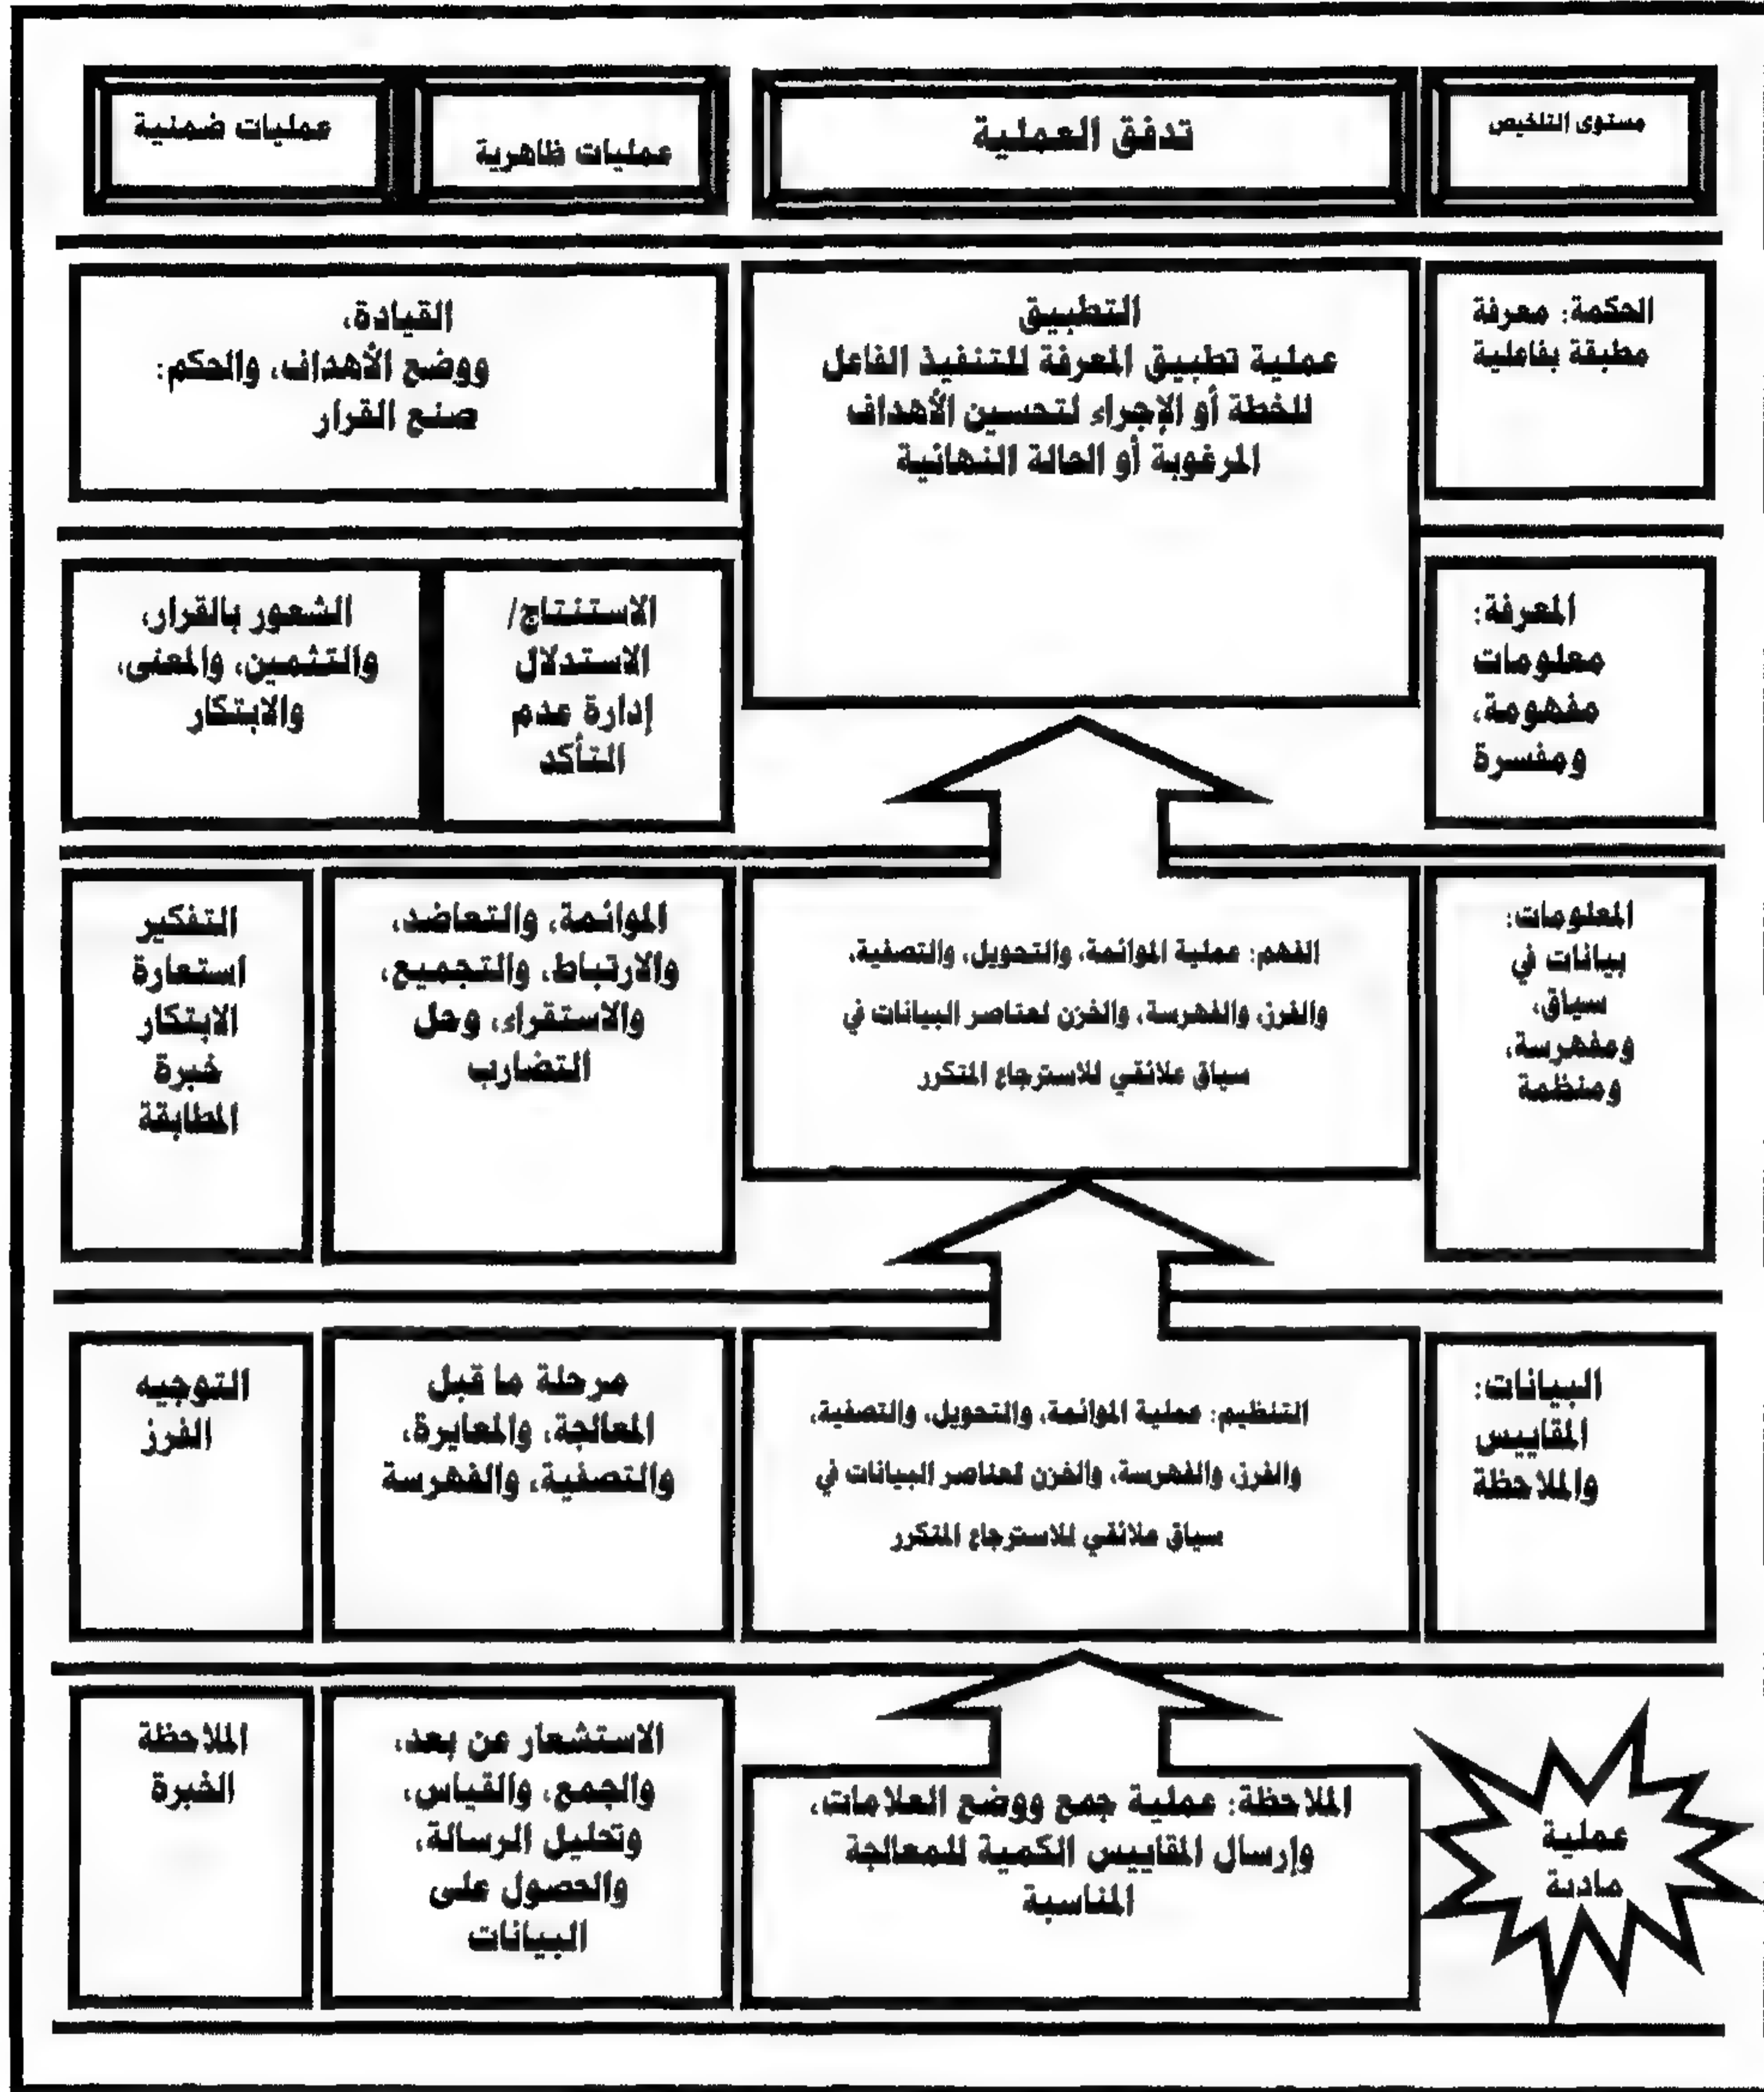 مستوى التلخيص
تدفق العملية
عمليات ظاهرية
عمليات ضمنية
الحكمة: معرفة
مطبقة بفاعلية
التطبيق
عملية تطبيق المعرفة للتنفيذ الفاعل
للخطة أو الإجراء لتحسين الأهداف
المرغوبة أو الحالة النهائية
القيادة،
ووضع الأهداف، والحكم:
صنع القرار
المعرفة:
معلومات
مفهومة،
ومفسرة
الاستنتاج/
الاستدلال
إدارة عدم
التأكد
الشعور بالقرار،
والتثمين، والمعنى،
والابتكار
المعلومات:
بيانات في
سياق،
ومفهرسة،
ومنظمة
الفهم: عملية الموائمة، والتحويل، والتصفية،
والفرز، والفهرسة، والخزن لعناصر البيانات في
سياق علائقي للاسترجاع المتكرر
الموائمة، والتعاضد،
والارتباط، والتجميع،
والاستقراء، وحل
التضارب
التفكير
استعارة
الابتكار
خبرة
المطابقة
البيانات:
المقاييس
والملاحظة
التنظيم: عملية الموائمة، والتحويل، والتصفية،
والفرز، والفهرسة، والخزن لعناصر البيانات في
سياق علائقي للاسترجاع المتكرر
مرحلة ما قبل
المعالجة، والمعايرة،
والتصفية، والفهرسة
التوجيه
الفرز
عملية
مادية
الملاحظة: عملية جمع ووضع العلامات،
وإرسال المقاييس الكمية للمعالجة
المناسبة
الاستشعار عن بعد،
والجمع، والقياس،
وتحليل الرسالة،
والحصول على
البيانات
الملاحظة
الخبرة